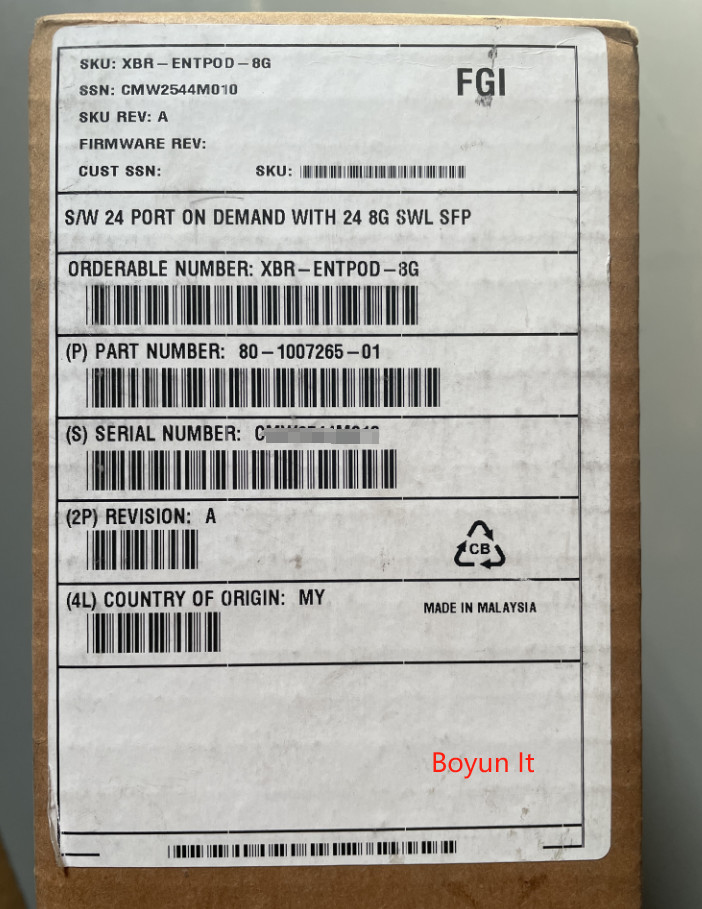 SKU: XBR-ENTPOD-8G
FGI
SSN: CMW2544M010
SKU REV: A
FIRMWARE REV:
CUST SSN: SKU:
S/W 24 PORT ON DEMAND WITH 24 8G SWL SFP
ORDERABLE NUMBER: XBR-ENTPOD-8G
(P) PART NUMBER: 80-1007265-01
(S) SERIAL NUMBER:
(2P) REVISION: A
CB
(4L) COUNTRY OF ORIGIN: MY
MADE IN MALAYSIA
Boyun It